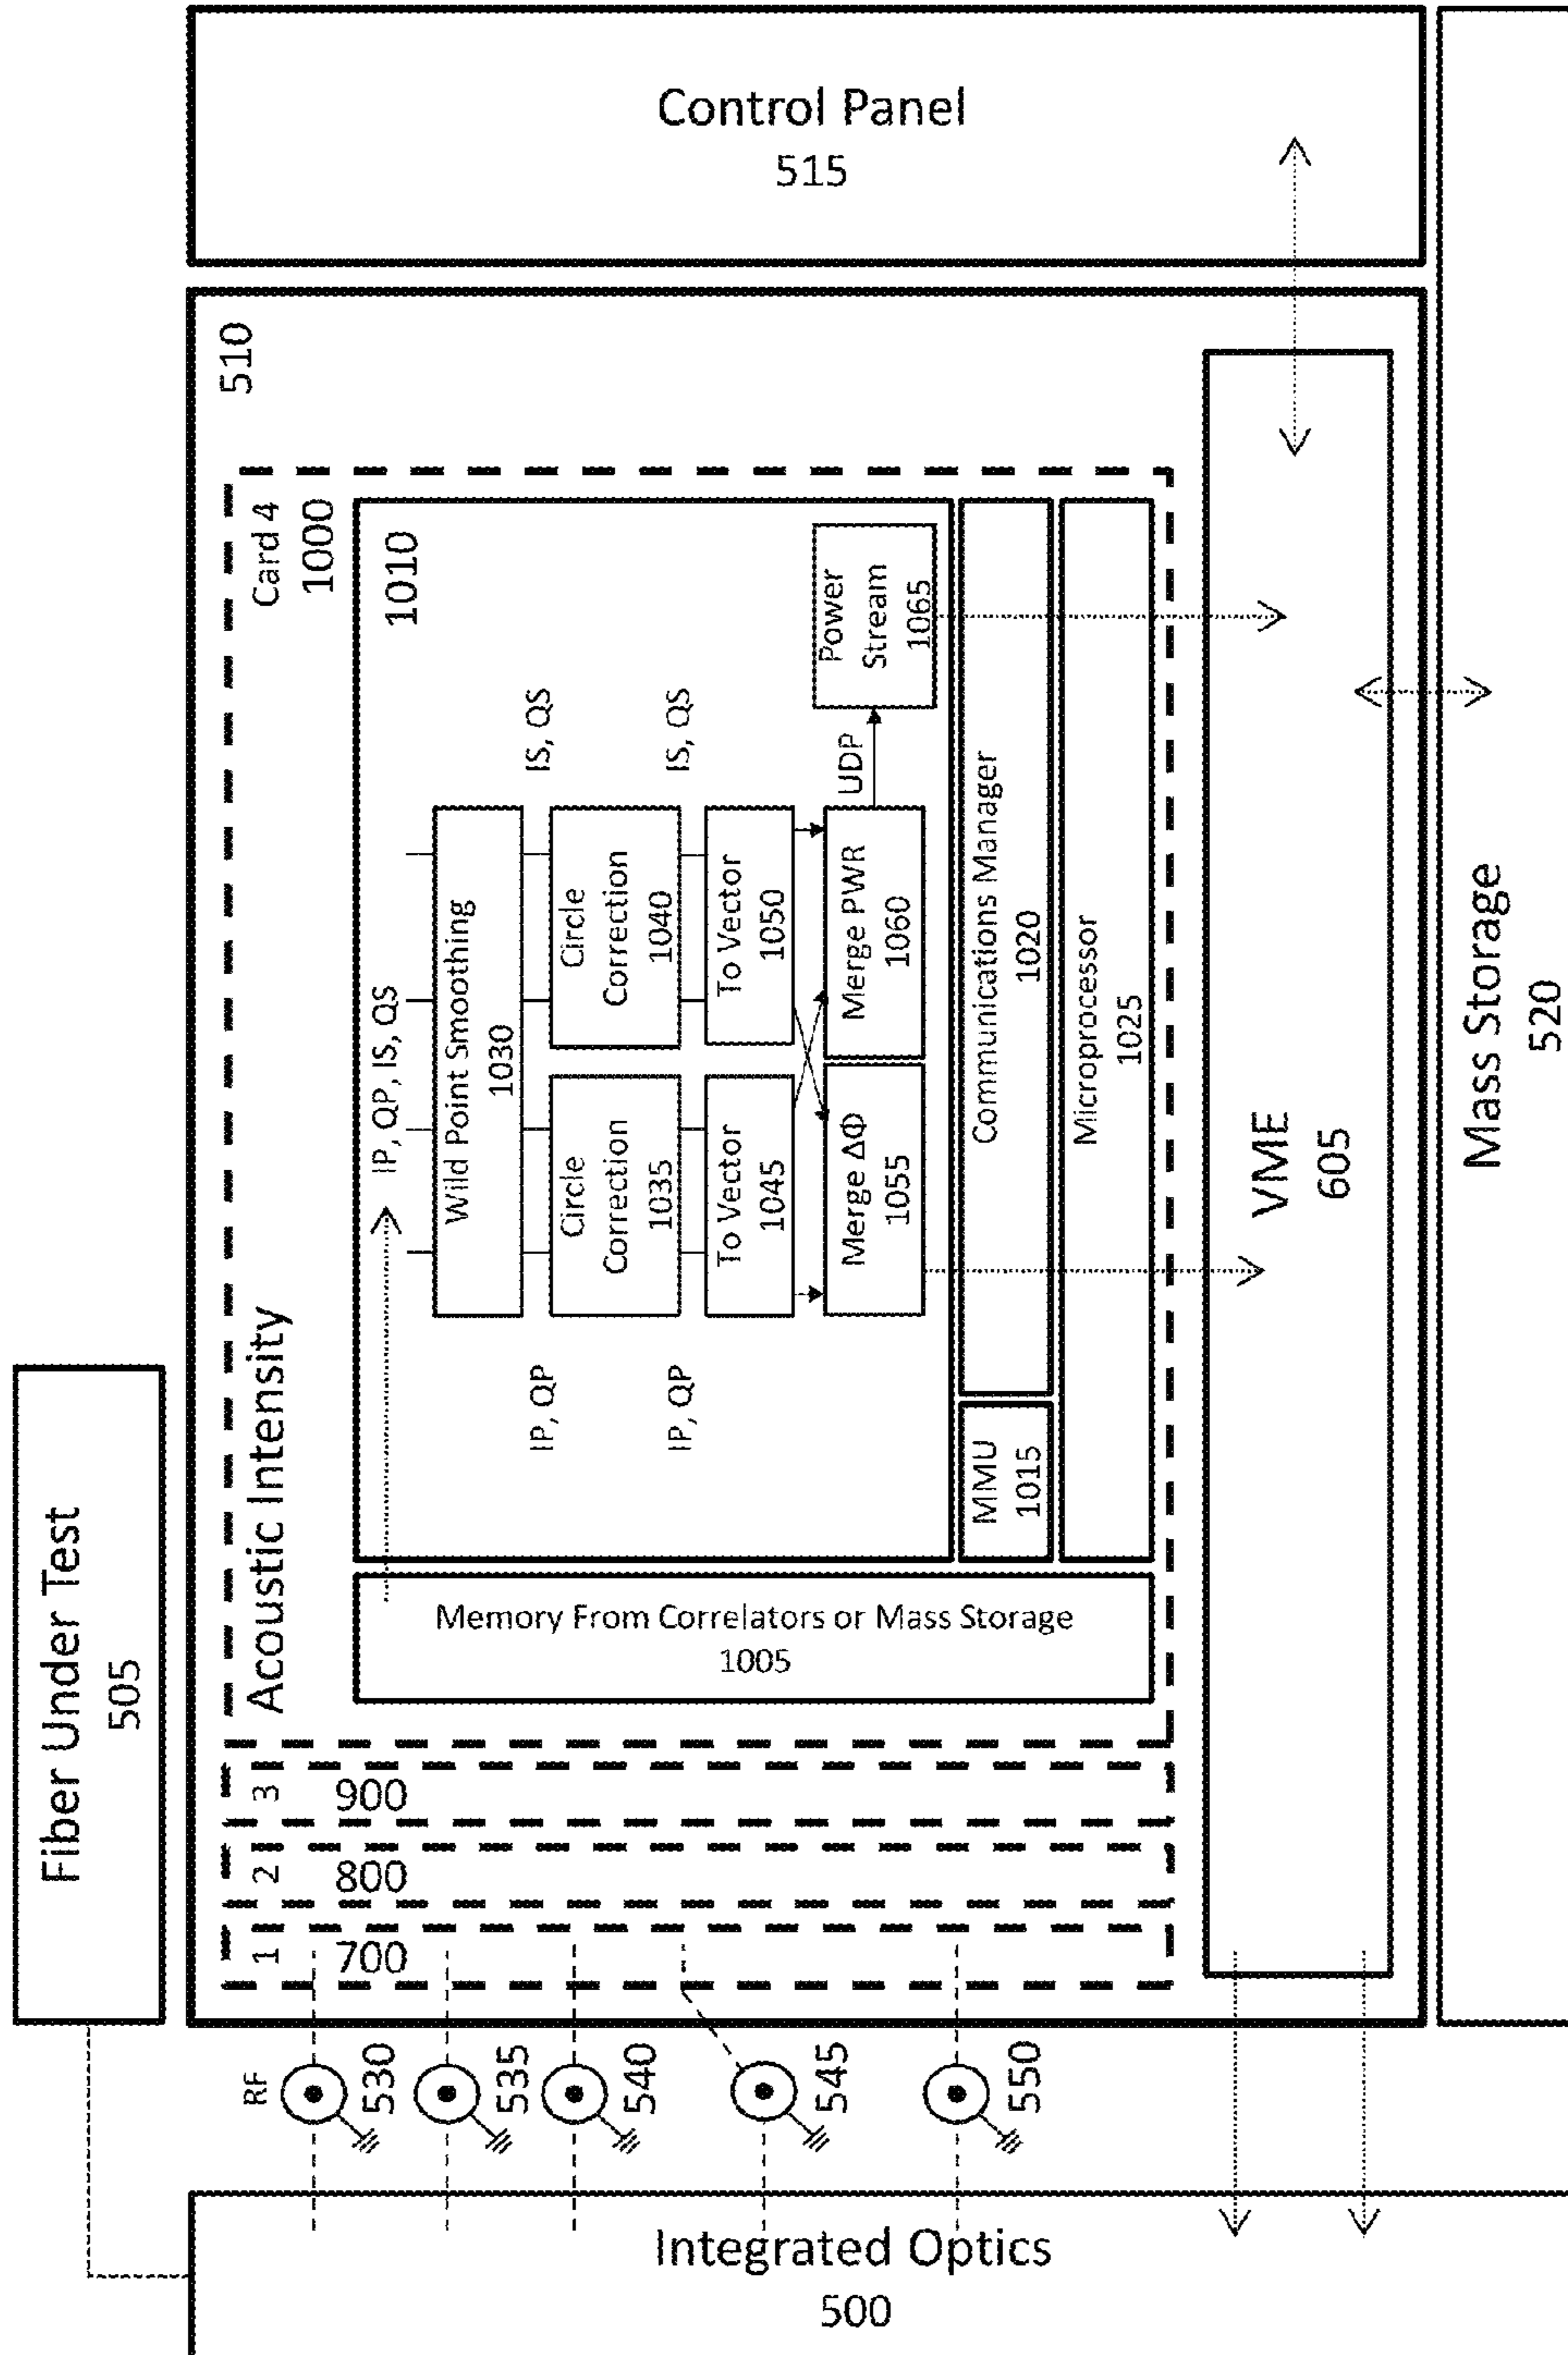 Control Panel
515
Fiber Under Test
505
510
Acoustic Intensity
Card 4
1000
1010
IP, QP, IS, QS
Wild Point Smoothing
1030
IP, QP
IS, QS
Circle
Correction
1035
Circle
Correction
1040
IP, QP
IS, QS
To Vector
1045
To Vector
1050
Merge ΔΦ
1055
Merge PWR
1060
UDP
Power
Stream
1065
MMU
1015
Communications Manager
1020
Microprocessor
1025
Memory From Correlators or Mass Storage
1005
3
900
2
800
1
700
VME
605
Mass Storage
520
RF
530
535
540
545
550
Integrated Optics
500